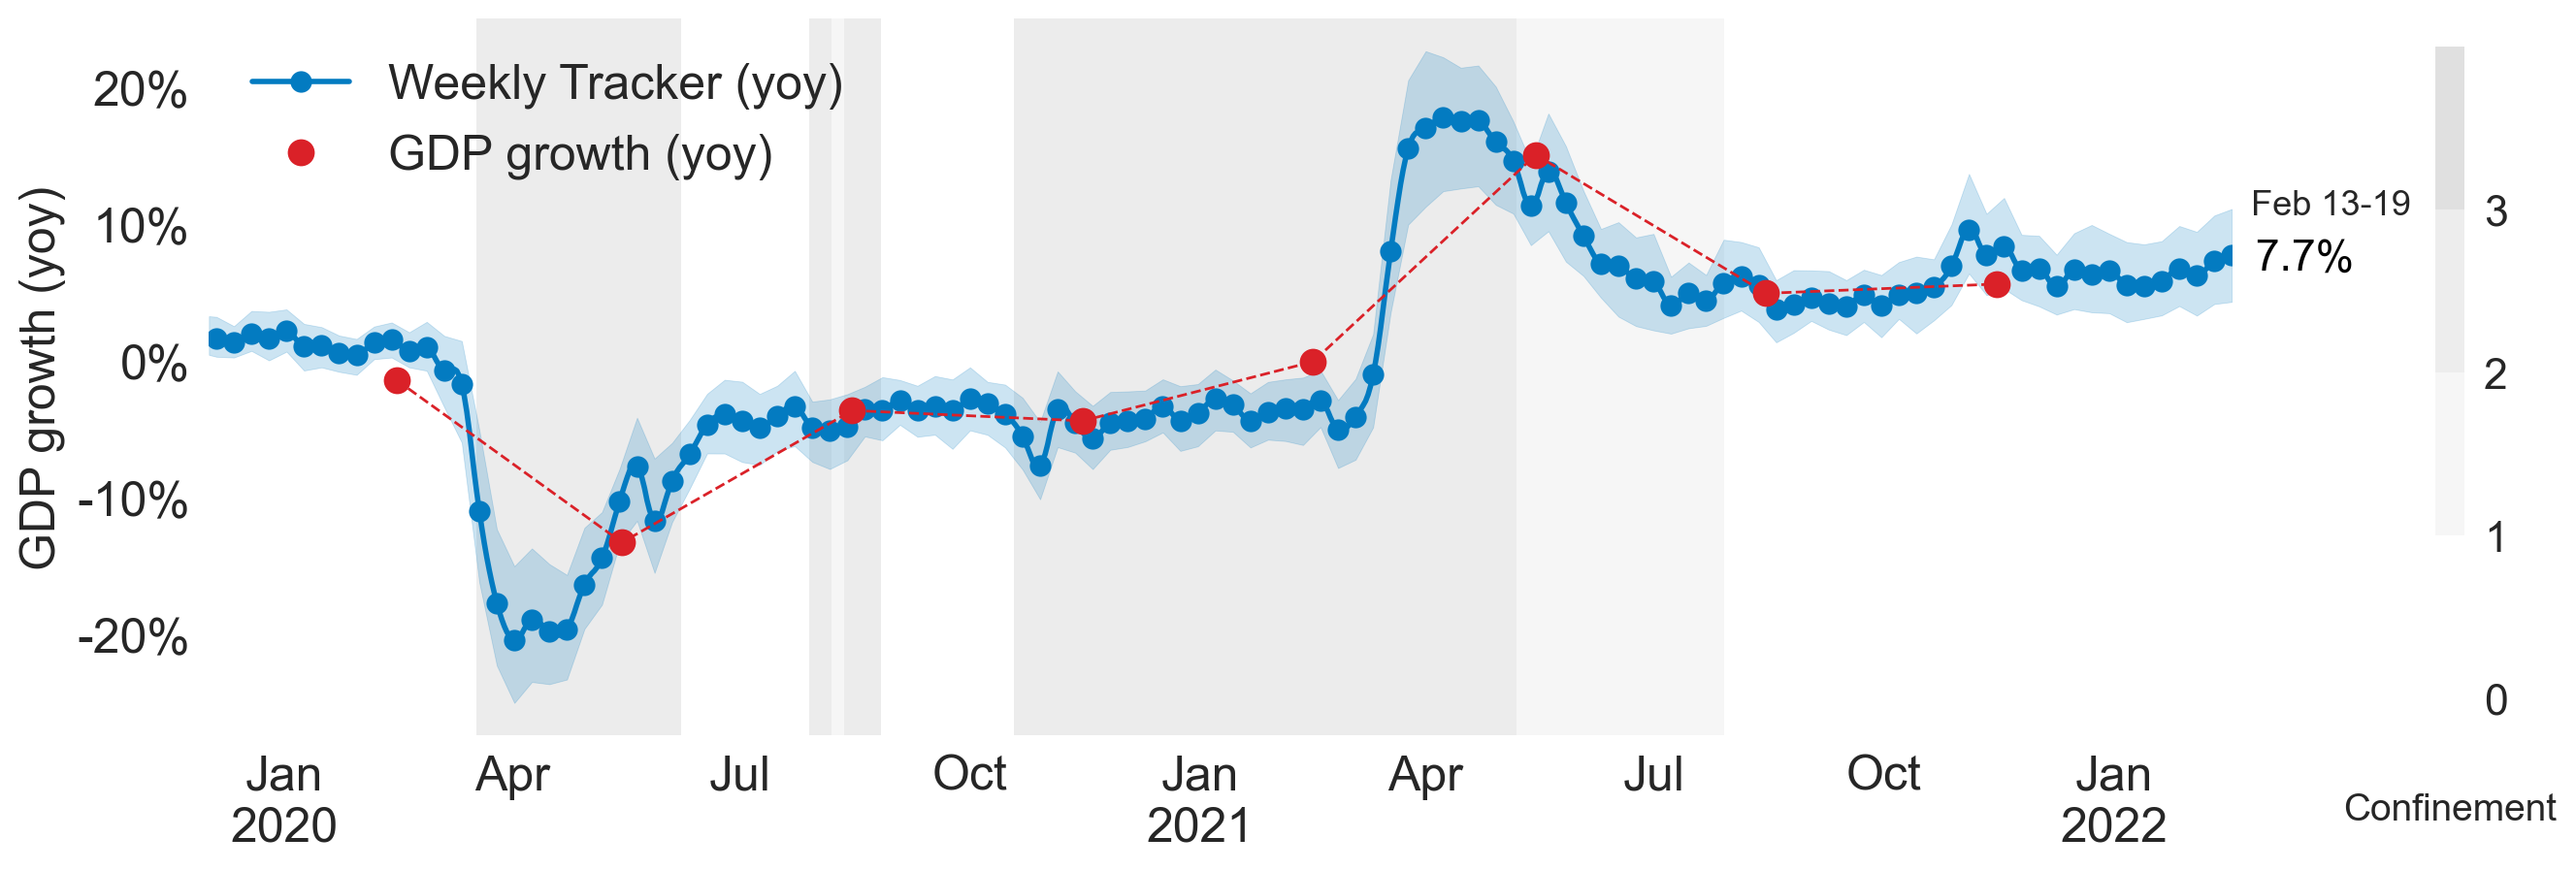 Weekly Tracker (yoy)
GDP growth (yoy)
GDP growth (yoy)
20%
10%
0%
-10%
-20%
Feb 13-19
7.7%
3
2
1
0
Jan Apr Jul Oct Jan Apr Jul Oct Jan
2020 2021 2022
Confinement